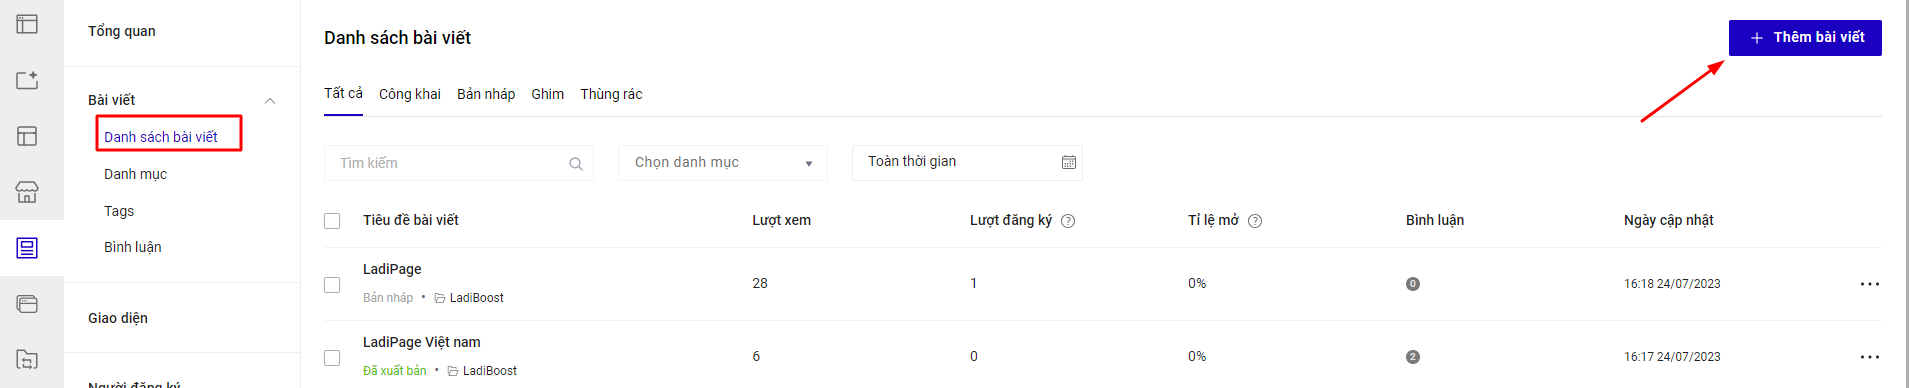 Tổng quan
Bài viết
Danh sách bài viết
Danh mục
Tags
Bình luận
Giao diện
Người đăng ký
Danh sách bài viết
Thêm bài viết
Tất cả Công khai Bản nháp Ghim Thùng rác
Tìm kiếm Chọn danh mục Toàn thời gian
Tiêu đề bài viết Lượt xem Lượt đăng ký ? Tỉ lệ mở ? Bình luận Ngày cập nhật
LadiPage 28 1 0% 0 16:18 24/07/2023
Bản nháp • LadiBoost
LadiPage Việt nam 6 0 0% 2 16:17 24/07/2023
Đã xuất bản • LadiBoost